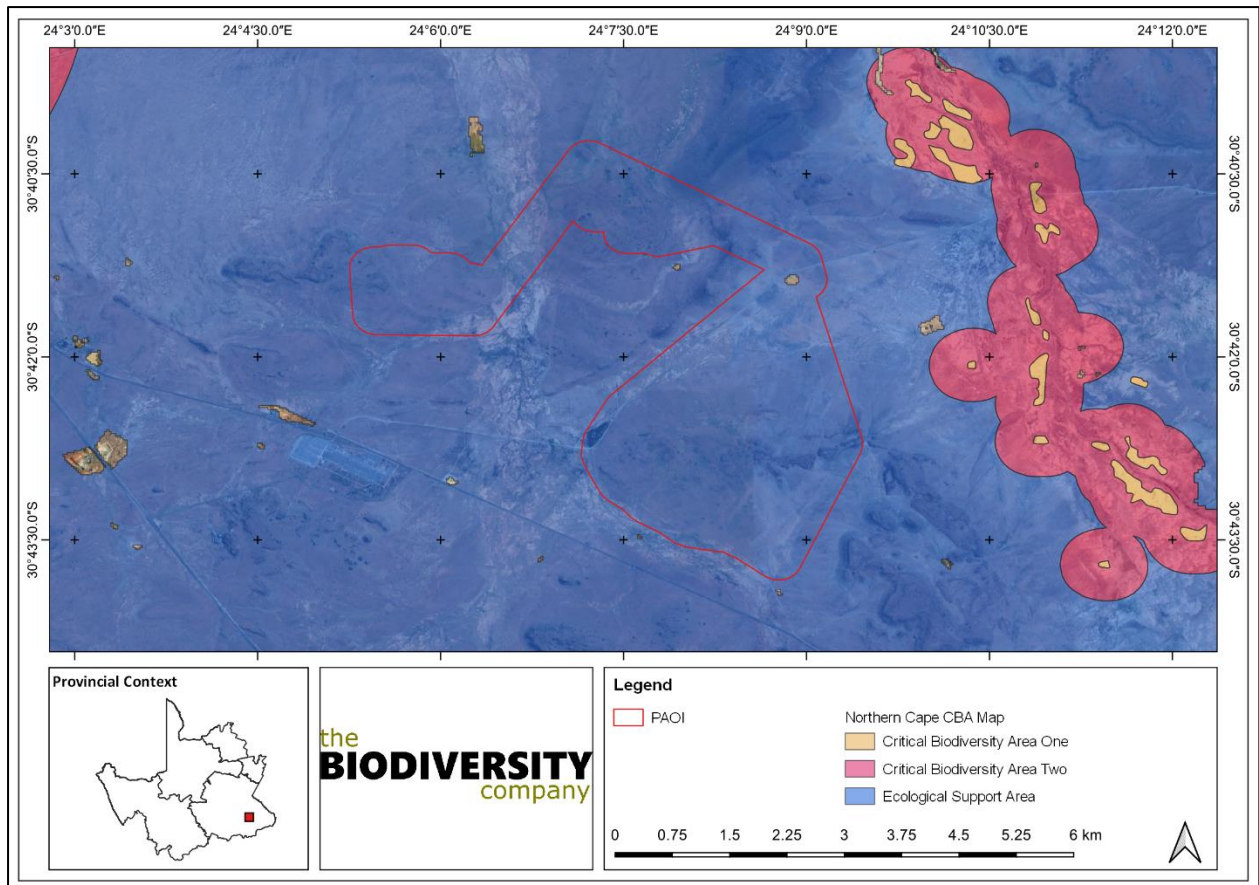 24°3'0.0"E 24°4'30.0"E 24°6'0.0"E 24°7'30.0"E 24°9'0.0"E 24°10'30.0"E 24°12'0.0"E
30°40'30.0"S 30°40'30.0"S
30°42'0.0"S 30°42'0.0"S
30°43'30.0"S 30°43'30.0"S
Provincial Context
the
BIODIVERSITY
company
Legend
PAOI
Northern Cape CBA Map
Critical Biodiversity Area One
Critical Biodiversity Area Two
Ecological Support Area
0 0.75 1.5 2.25 3 3.75 4.5 5.25 6 km